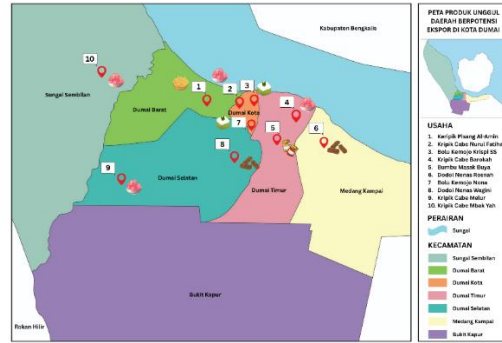 Kabupaten Bengkalis
10
Sungai Sembilan
Dumai Barat
1
2
3
Dumai Kota
4
7
5
6
8
9
Dumai Selatan
Dumai Timur
Medang Kampai
Bukit Kapur
Rokan Hilir
PETA PRODUK UNGGUL
DAERAH BERPOTENSI
EKSPOR DI KOTA DUMAI
USAHA
1. Keripik Pisang Al-Amin
2. Kripik Cabe Nurul Fatiha
3. Bolu Kemojo Krispi SS
4. Kripik Cabe Barokah
5. Bumbu Masak Buya
6. Dodol Nenas Rosnah
7. Bolu Kemojo Nona
8. Dodol Nenas Wagini
9. Kripik Cabe Melur
10. Kripik Cabe Mbak Yah
PERAIRAN
Sungai
KECAMATAN
Sungai Sembilan
Dumai Barat
Dumai Kota
Dumai Timur
Dumai Selatan
Medang Kampai
Bukit Kapur